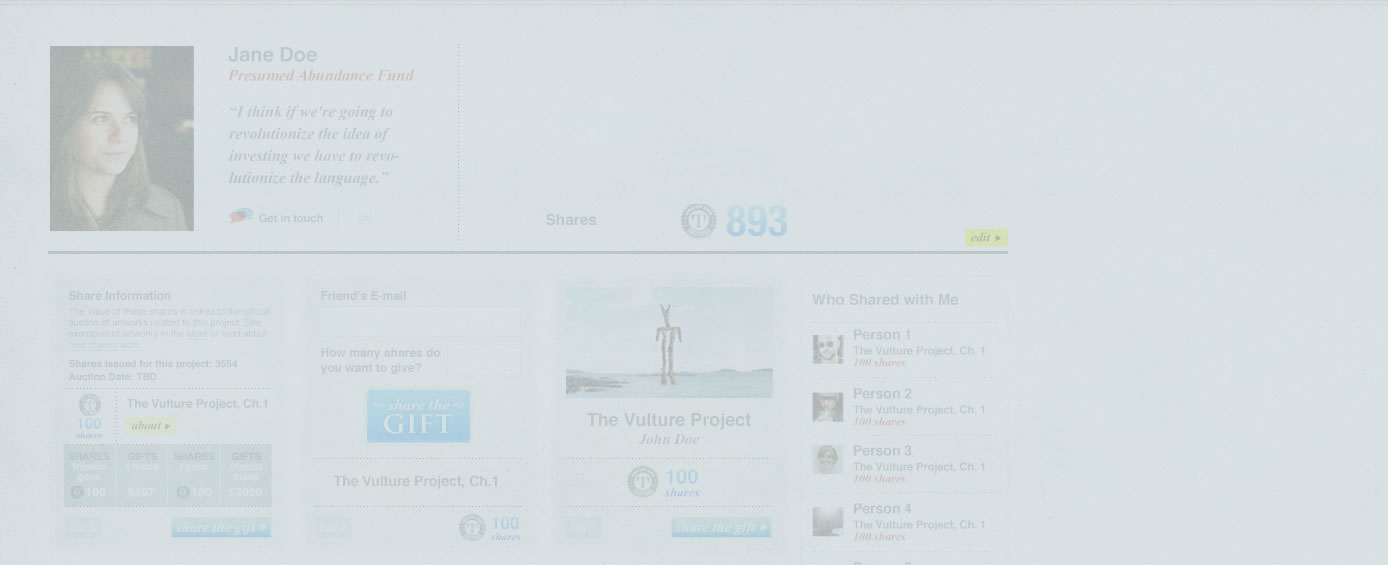 Jane Doe
Presumed Abundance Fund
“I think if we're going to
revolutionize the idea of
investing we have to revo-
lutionize the language.”
Get in touch | url
Shares T 893
edit
Share Information
The value of these shares is linked to the official
auction of artworks related to this project. See
examples of artworks in the store or read about
how shares work.
Shares issued for this project: 3554
Auction Date: TBD
T
100
shares
The Vulture Project, Ch.1
about
SHARES GIFTS SHARES GIFTS
friends I made I gave friends
gave made
100 $357 100 $3020
back share the gift
Friend's E-mail
How many shares do
you want to give?
share the
GIFT
The Vulture Project, Ch.1
back
T 100
shares
The Vulture Project
John Doe
T 100
shares
info share the gift
Who Shared with Me
Person 1
The Vulture Project, Ch. 1
100 shares
Person 2
The Vulture Project, Ch. 1
100 shares
Person 3
The Vulture Project, Ch. 1
100 shares
Person 4
The Vulture Project, Ch. 1
100 shares